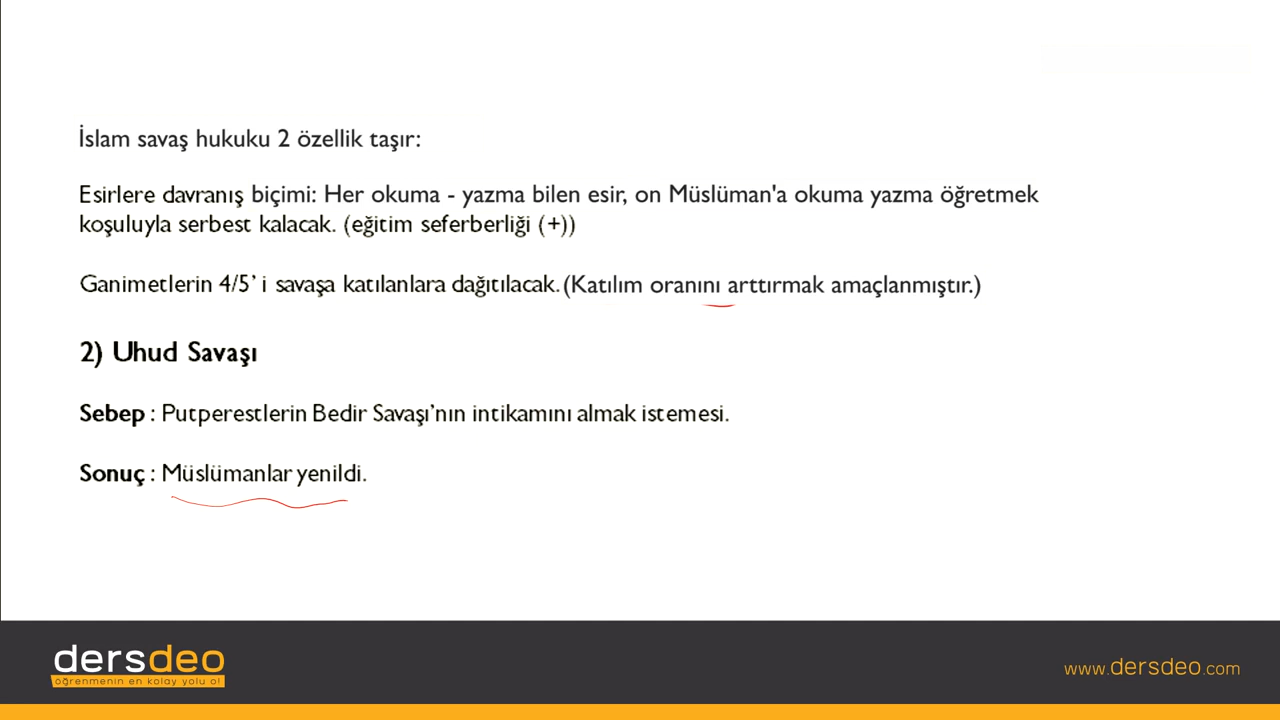 İslam savaş hukuku 2 özellik taşır:
Esirlere davranış biçimi: Her okuma - yazma bilen esir, on Müslüman'a okuma yazma öğretmek
koşuluyla serbest kalacak. (eğitim seferberliği (+))
Ganimetlerin 4/5' i savaşa katılanlara dağıtılacak. (Katılım oranını arttırmak amaçlanmıştır.)
2) Uhud Savaşı
Sebep : Putperestlerin Bedir Savaşı'nın intikamını almak istemesi.
Sonuç : Müslümanlar yenildi.
dersdeo
öğrenmenin en kolay yolu o!
www.dersdeo.com